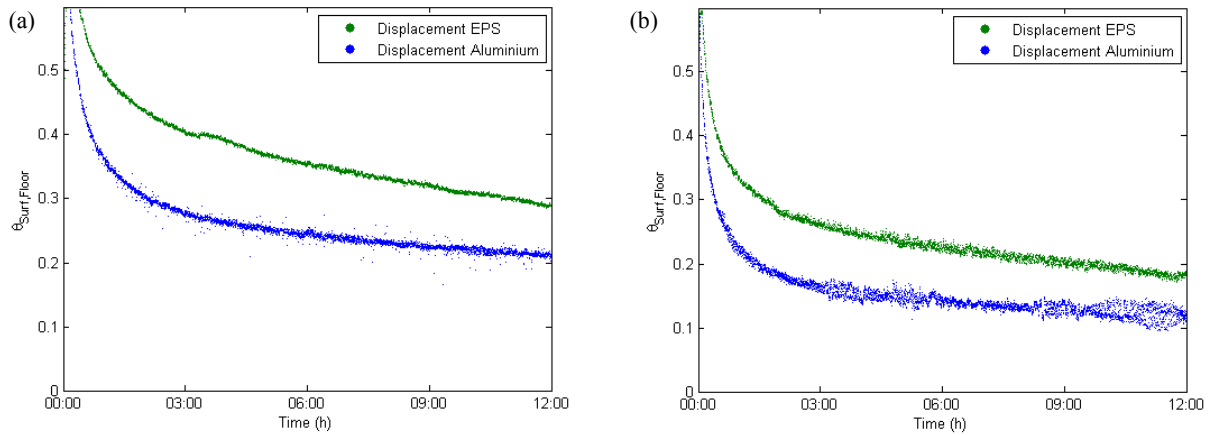 (a)
Displacement EPS
Displacement Aluminium
0.5
0.4
0.3
0.2
0.1
0
θSurf,Floor
00:00 03:00 06:00 09:00 12:00
Time (h)
(b)
Displacement EPS
Displacement Aluminium
0.5
0.4
0.3
0.2
0.1
0
θSurf,Floor
00:00 03:00 06:00 09:00 12:00
Time (h)